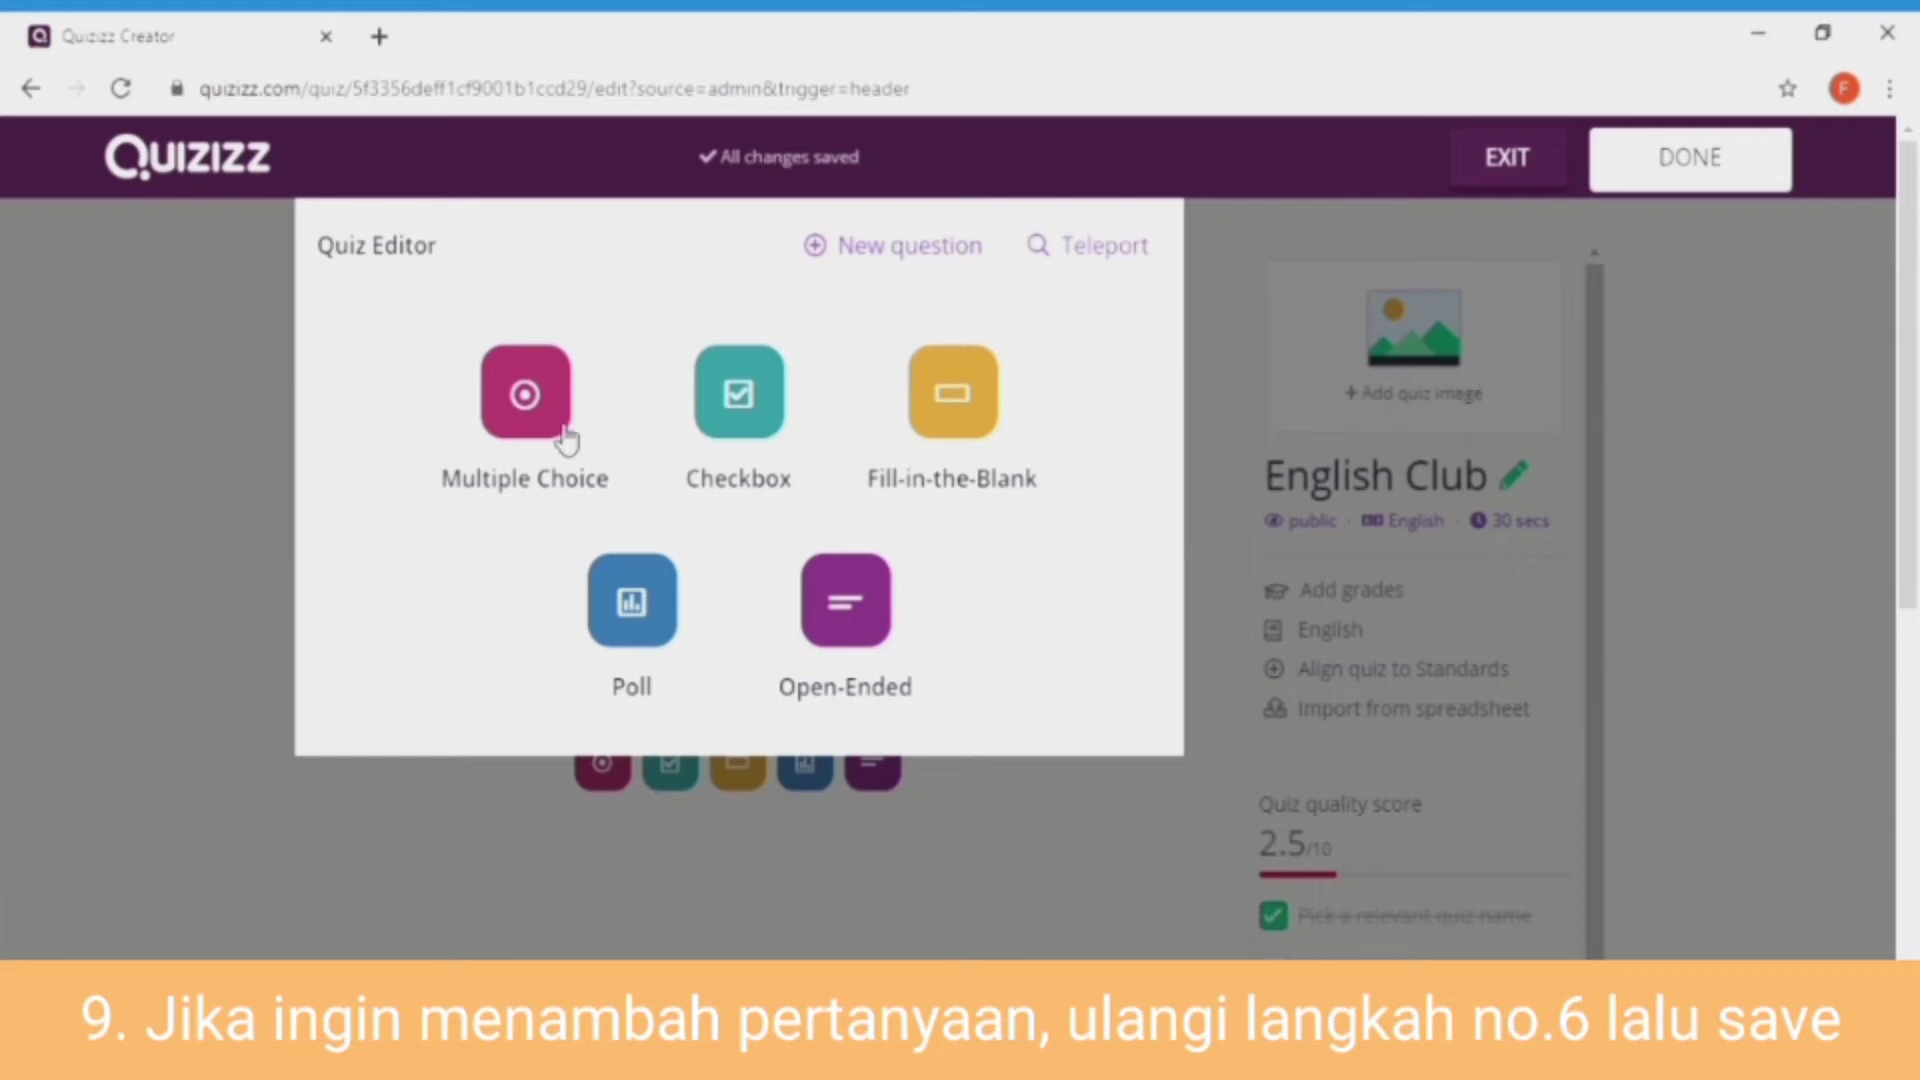 Quizizz Creator
quizizz.com/quiz/5f3356deff1cf9001b1ccd29/edit?source=admin&trigger=header
F
QUIZIZZ
All changes saved
EXIT
DONE
Quiz Editor
New question
Teleport
Multiple Choice
Checkbox
Fill-in-the-Blank
Poll
Open-Ended
+ Add quiz image
English Club
public · English · 30 secs
Add grades
English
Align quiz to Standards
Import from spreadsheet
Quiz quality score
2.5/10
Pick a relevant quiz name
9. Jika ingin menambah pertanyaan, ulangi langkah no.6 lalu save